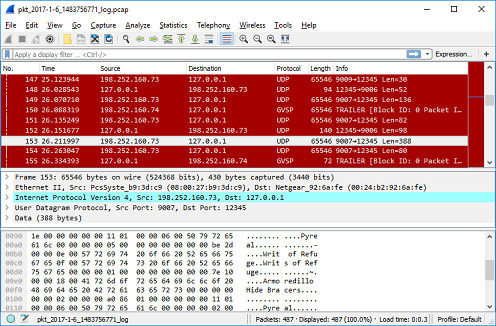 pkt_2017-1-6_1483756771_log.pcap
File Edit View Go Capture Analyze Statistics Telephony Wireless Tools Help
Apply a display filter ... <Ctrl-/> Expression... +
No. Time Source Destination Protocol Length Info
147 25.123944 198.252.160.73 127.0.0.1 UDP 65546 9009→12345 Len=30
148 26.028543 127.0.0.1 198.252.160.73 UDP 94 12345→9006 Len=52
149 26.070710 198.252.160.73 127.0.0.1 UDP 65546 9007→12345 Len=136
150 26.088319 198.252.160.74 127.0.0.1 GVSP 65546 TRAILER [Block ID: 0 Packet I…
151 26.135249 198.252.160.73 127.0.0.1 UDP 65546 9007→12345 Len=82
152 26.151677 127.0.0.1 198.252.160.73 UDP 140 12345→9006 Len=98
153 26.211997 198.252.160.73 127.0.0.1 UDP 65546 9007→12345 Len=388
154 26.263047 198.252.160.73 127.0.0.1 UDP 65546 9007→12345 Len=80
155 26.334393 127.0.0.1 198.252.160.74 GVSP 72 TRAILER [Block ID: 0 Packet I…
Frame 153: 65546 bytes on wire (524368 bits), 430 bytes captured (3440 bits)
Ethernet II, Src: PcsSyste_b9:3d:c9 (08:00:27:b9:3d:c9), Dst: Netgear_92:6a:fe (00:24:b2:92:6a:fe)
Internet Protocol Version 4, Src: 198.252.160.73, Dst: 127.0.0.1
User Datagram Protocol, Src Port: 9007, Dst Port: 12345
Data (388 bytes)
0090 1e 00 00 00 00 01 11 01 00 00 06 00 50 79 72 65 ........ ....Pyre
00a0 61 6c 00 00 00 05 00 00 00 00 00 00 be 2d al...... .......-
00b0 00 0e 00 57 72 69 74 20 6f 66 20 52 65 66 75 ...Writ of Refu
00c0 67 65 0f 00 57 72 69 74 73 20 6f 66 20 52 65 66 ge..Writ s of Ref
00d0 75 67 65 00 00 01 00 00 00 00 7e 10 uge..... ......~.
00e0 00 00 18 00 41 72 6d 6f 72 65 64 69 6c 6c 6f 20 ....Armo redillo
00f0 48 69 64 65 20 42 72 61 63 65 72 73 00 00 00 00 Hide Bra cers....
0100 00 00 02 00 00 00 a0 86 01 00 00 00 00 00 11 01 ........ ........
0110 00 00 06 00 50 79 72 65 61 6c 00 00 00 00 02 00 ....Pyre al......
pkt_2017-1-6_1483756771_log Packets: 487 · Displayed: 487 (100.0%) · Load time: 0:0.3 Profile: Default